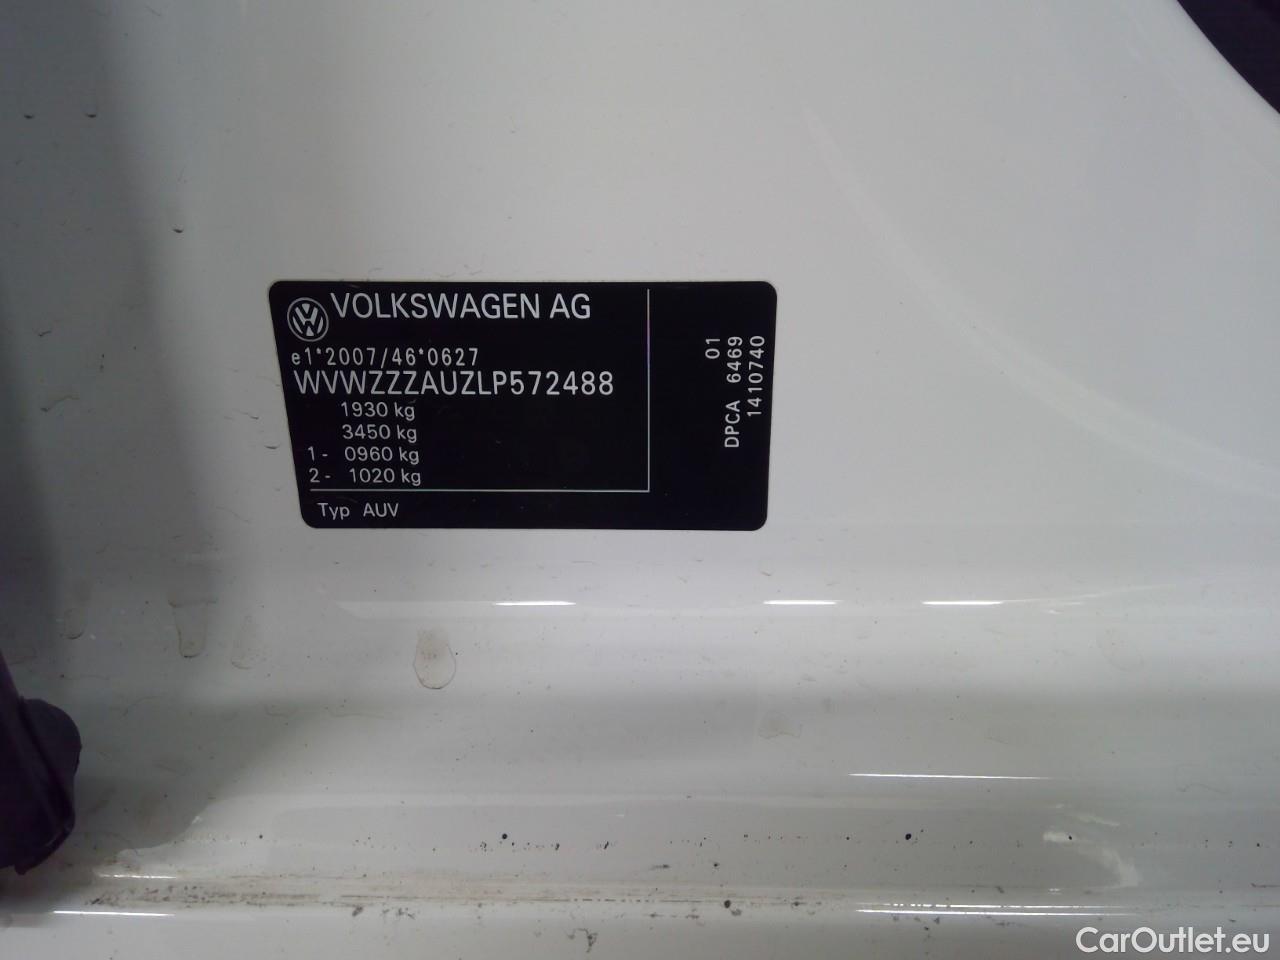 VOLKSWAGEN AG
e1*2007/46*0627
WVWZZZAUZLP572488
1930 kg
3450 kg
1- 0960 kg
2- 1020 kg
Typ AUV
01
DPCA 6469
1410740
CarOutlet.eu